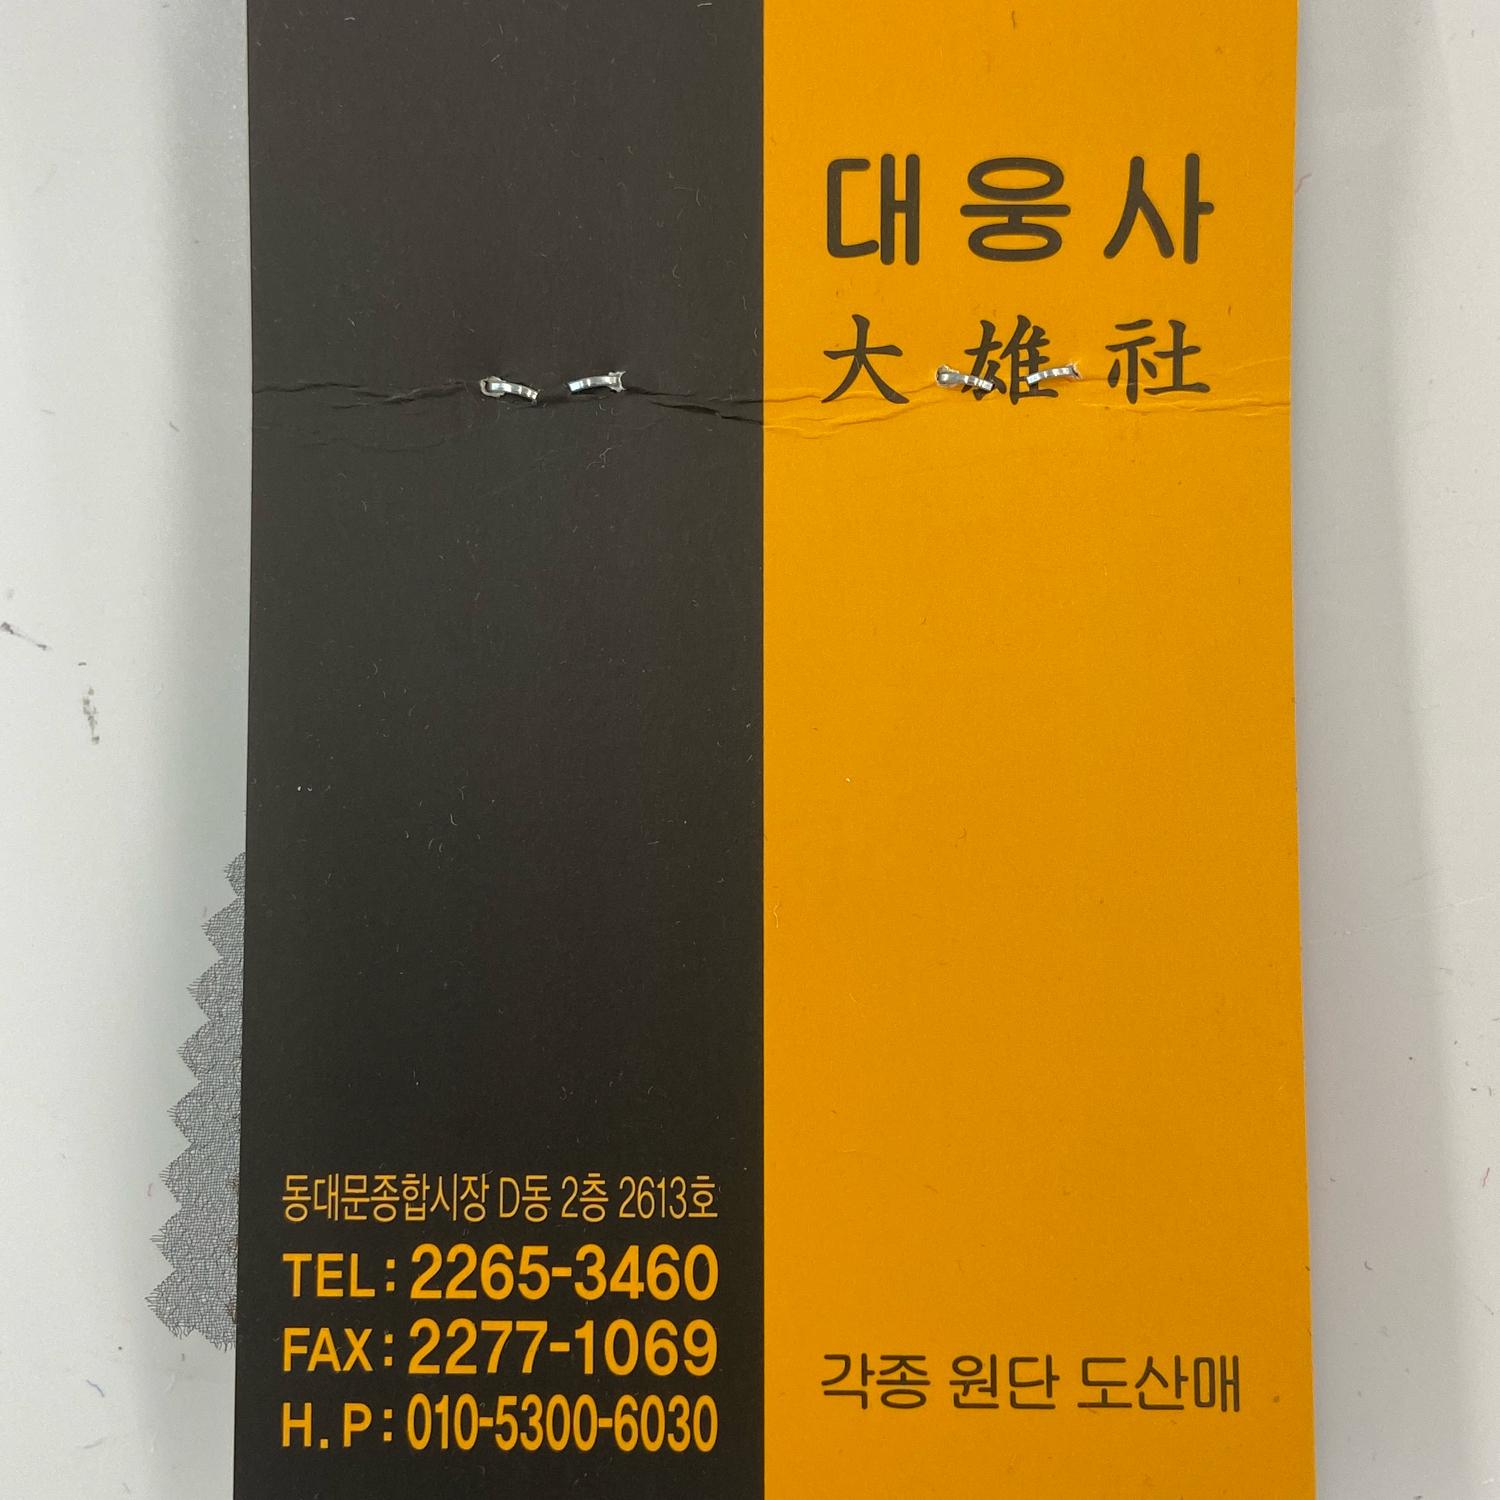 대웅사
大雄社
동대문종합시장 D동 2층 2613호
TEL : 2265-3460
FAX : 2277-1069
H.P : 010-5300-6030
각종 원단 도산매